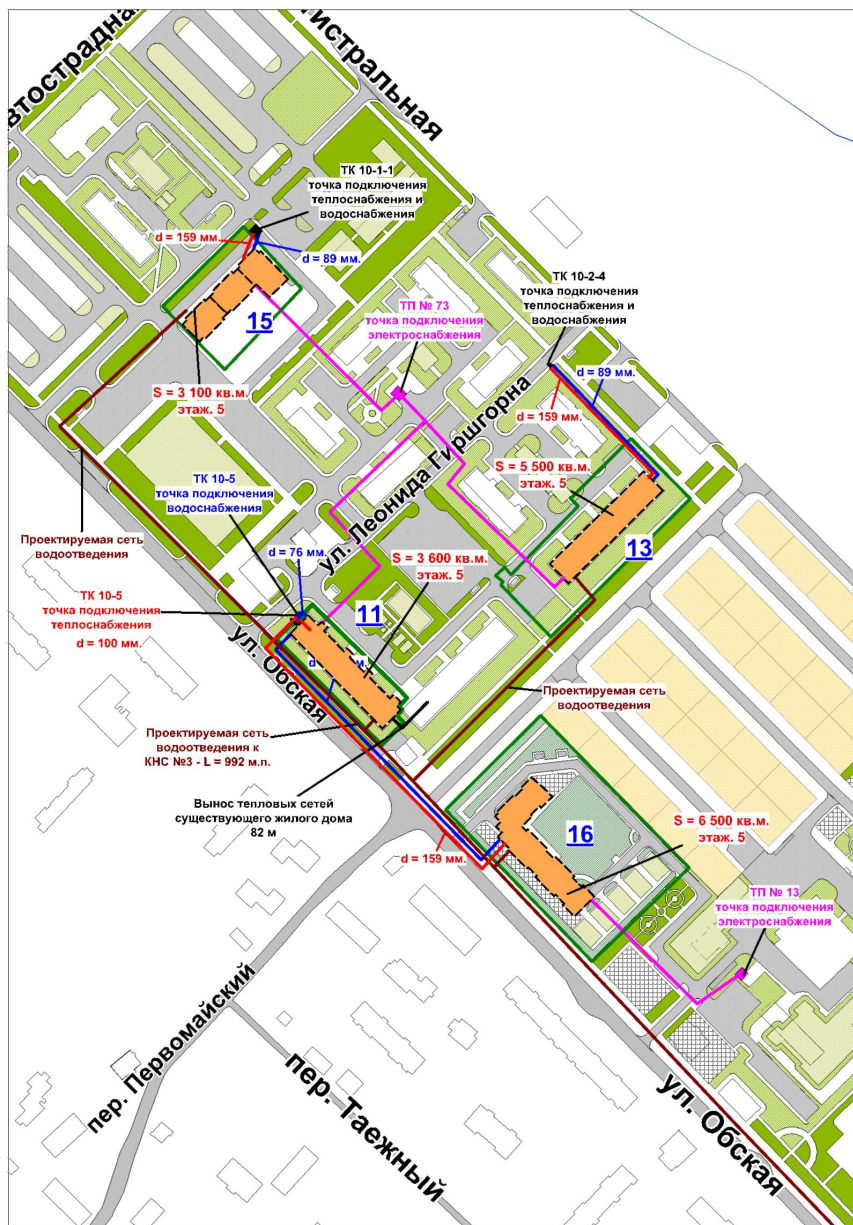 втострадная
гистральная
ТК 10-1-1
точка подключения
теплоснабжения и
водоснабжения
d = 159 мм.
d = 89 мм.
15
S = 3 100 кв.м.
этаж. 5
ТП № 73
точка подключения
электроснабжения
ТК 10-2-4
точка подключения
теплоснабжения и
водоснабжения
d = 89 мм.
d = 159 мм.
S = 5 500 кв.м.
этаж. 5
13
ул. Леонида Гиршгорна
ТК 10-5
точка подключения
водоснабжения
Проектируемая сеть
водоотведения
d = 76 мм.
S = 3 600 кв.м.
этаж. 5
11
ТК 10-5
точка подключения
теплоснабжения
d = 100 мм.
ул. Обская
Проектируемая сеть
водоотведения
Проектируемая сеть
водоотведения к
КНС №3 - L = 992 м.п.
Вынос тепловых сетей
существующего жилого дома
82 м
d = 159 мм.
16
S = 6 500 кв.м.
этаж. 5
ТП № 13
точка подключения
электроснабжения
пер. Первомайский
пер. Таежный
ул. Обская